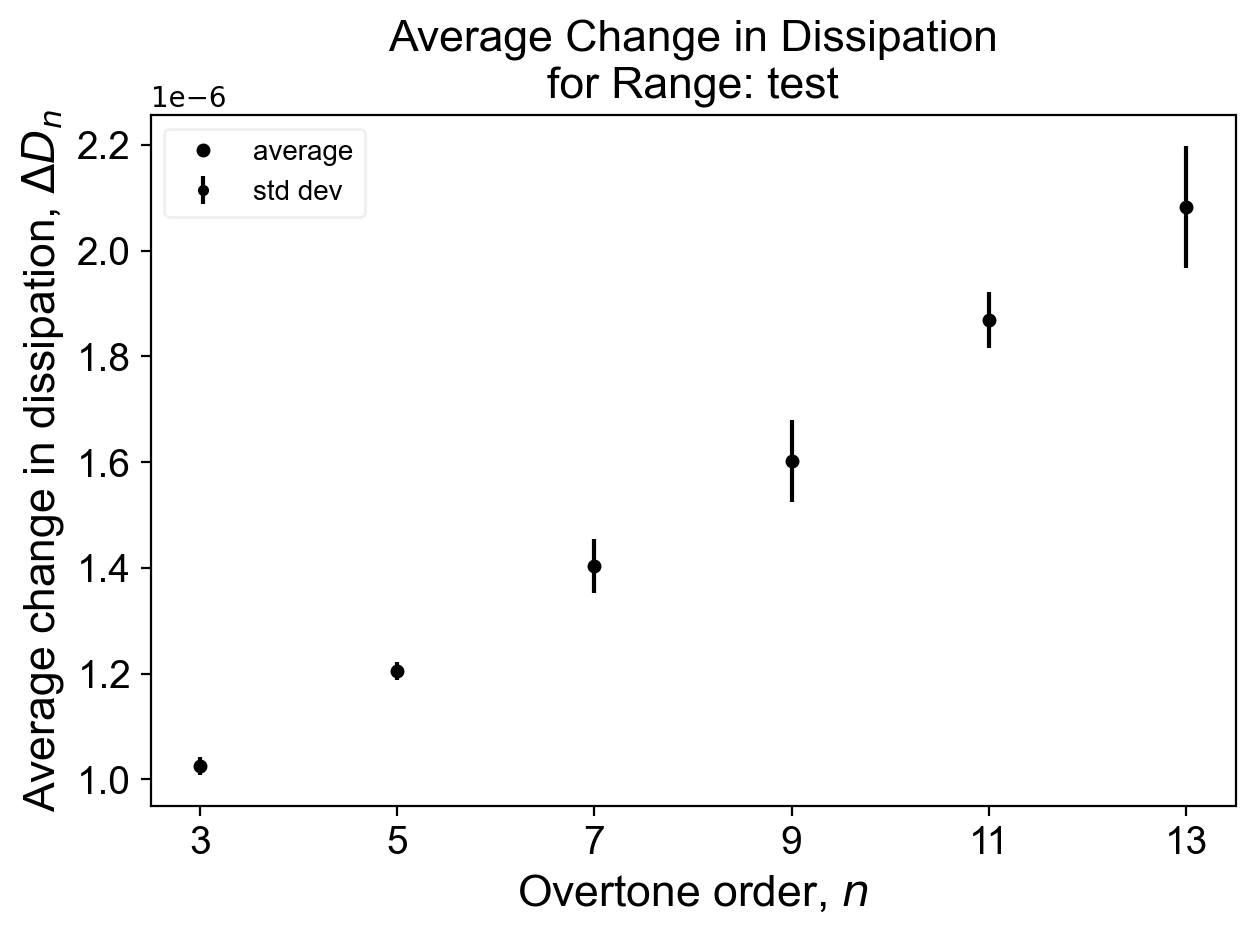 Average Change in Dissipation
for Range: test
1e−6
average
std dev
2.2
2.0
1.8
1.6
1.4
1.2
1.0
Average change in dissipation, ΔDₙ
3 5 7 9 11 13
Overtone order, n